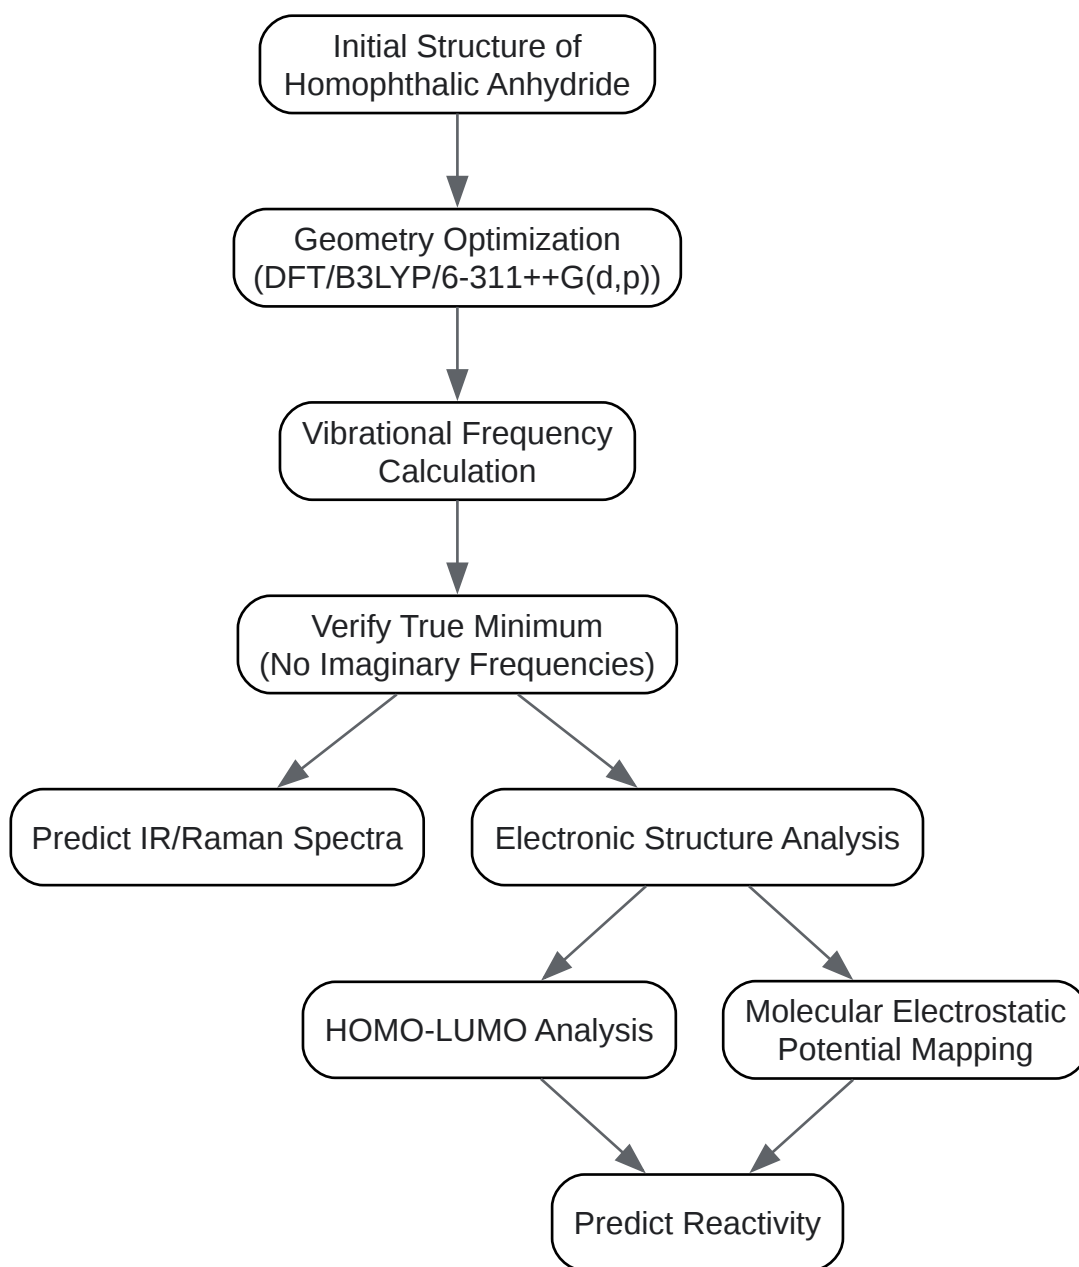 Initial Structure of
Homophthalic Anhydride
Geometry Optimization
(DFT/B3LYP/6-311++G(d,p))
Vibrational Frequency
Calculation
Verify True Minimum
(No Imaginary Frequencies)
Predict IR/Raman Spectra
Electronic Structure Analysis
HOMO-LUMO Analysis
Molecular Electrostatic
Potential Mapping
Predict Reactivity